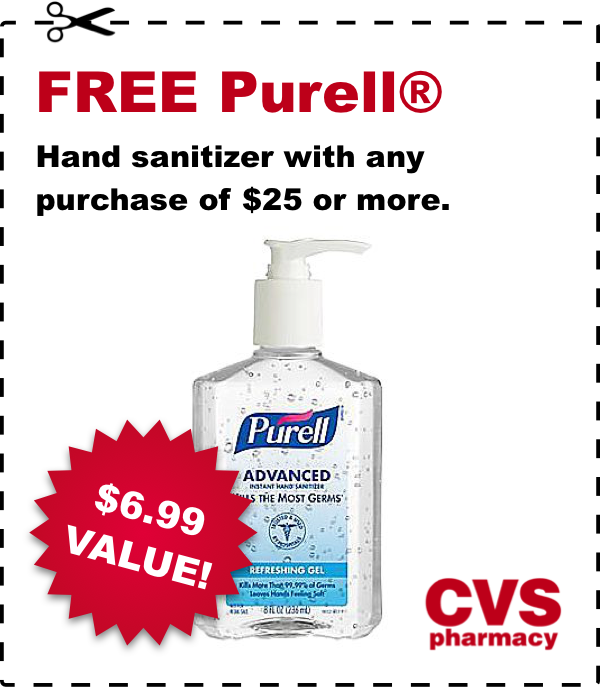 FREE Purell®
Hand sanitizer with any
purchase of $25 or more.
Purell
ADVANCED
INSTANT HAND SANITIZER
THE MOST GERMS
REFRESHING GEL
Kills More Than 99.99% of Germs
Leaves Hands Feeling Soft
8 FL OZ (236 mL)
$6.99
VALUE!
CVS
pharmacy